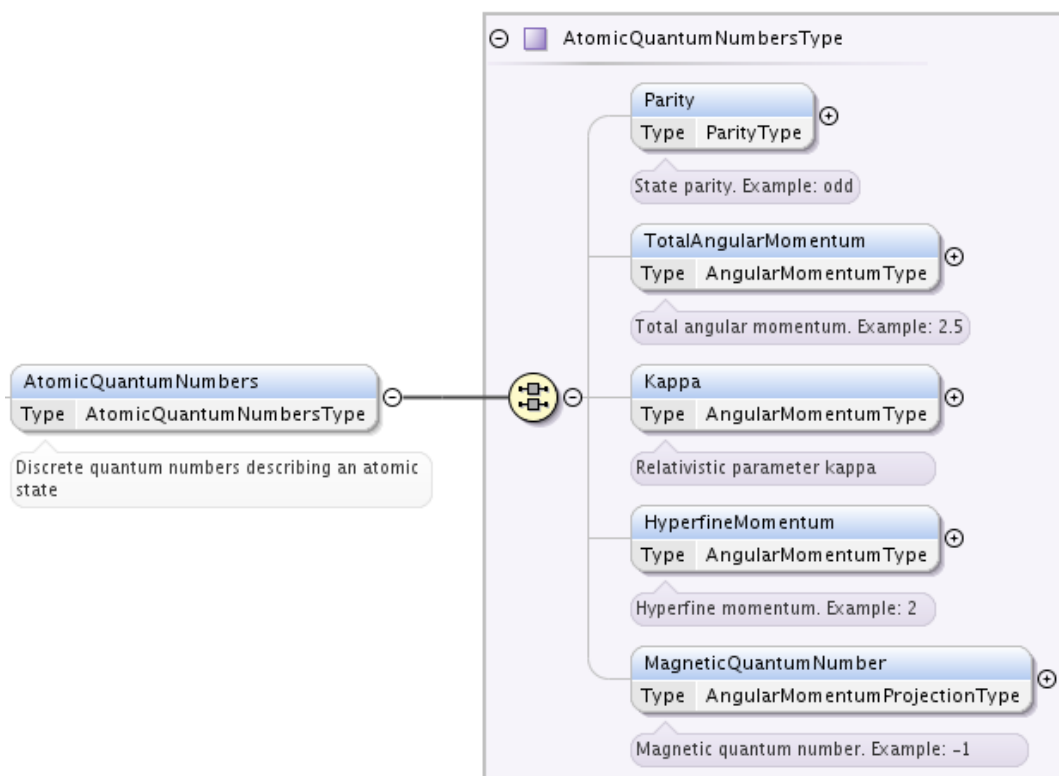 AtomicQuantumNumbersType
Parity
Type ParityType
State parity. Example: odd
TotalAngularMomentum
Type AngularMomentumType
Total angular momentum. Example: 2.5
AtomicQuantumNumbers
Type AtomicQuantumNumbersType
Discrete quantum numbers describing an atomic
state
Kappa
Type AngularMomentumType
Relativistic parameter kappa
HyperfineMomentum
Type AngularMomentumType
Hyperfine momentum. Example: 2
MagneticQuantumNumber
Type AngularMomentumProjectionType
Magnetic quantum number. Example: -1